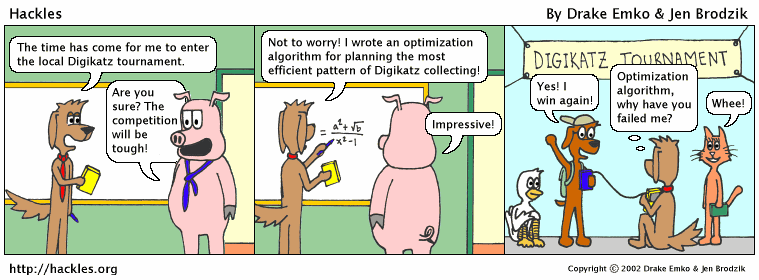 Hackles
By Drake Emko & Jen Brodzik
The time has come for me to enter
the local Digikatz tournament.
Are you
sure? The
competition
will be
tough!
Not to worry! I wrote an optimization
algorithm for planning the most
efficient pattern of Digikatz collecting!
= a²+√b
x²-1
Impressive!
DIGIKATZ TOURNAMENT
Yes! I
win again!
Optimization
algorithm,
why have you
failed me?
Whee!
http://hackles.org
Copyright © 2002 Drake Emko & Jen Brodzik